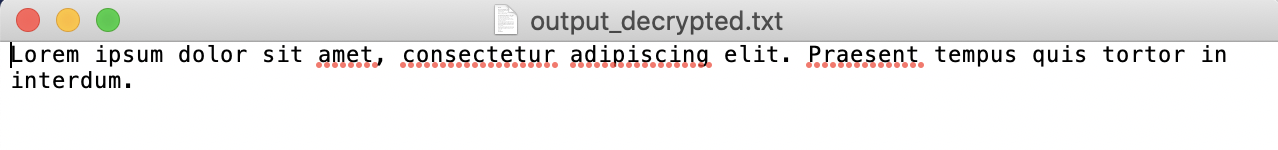 output_decrypted.txt
Lorem ipsum dolor sit amet, consectetur adipiscing elit. Praesent tempus quis tortor in
interdum.